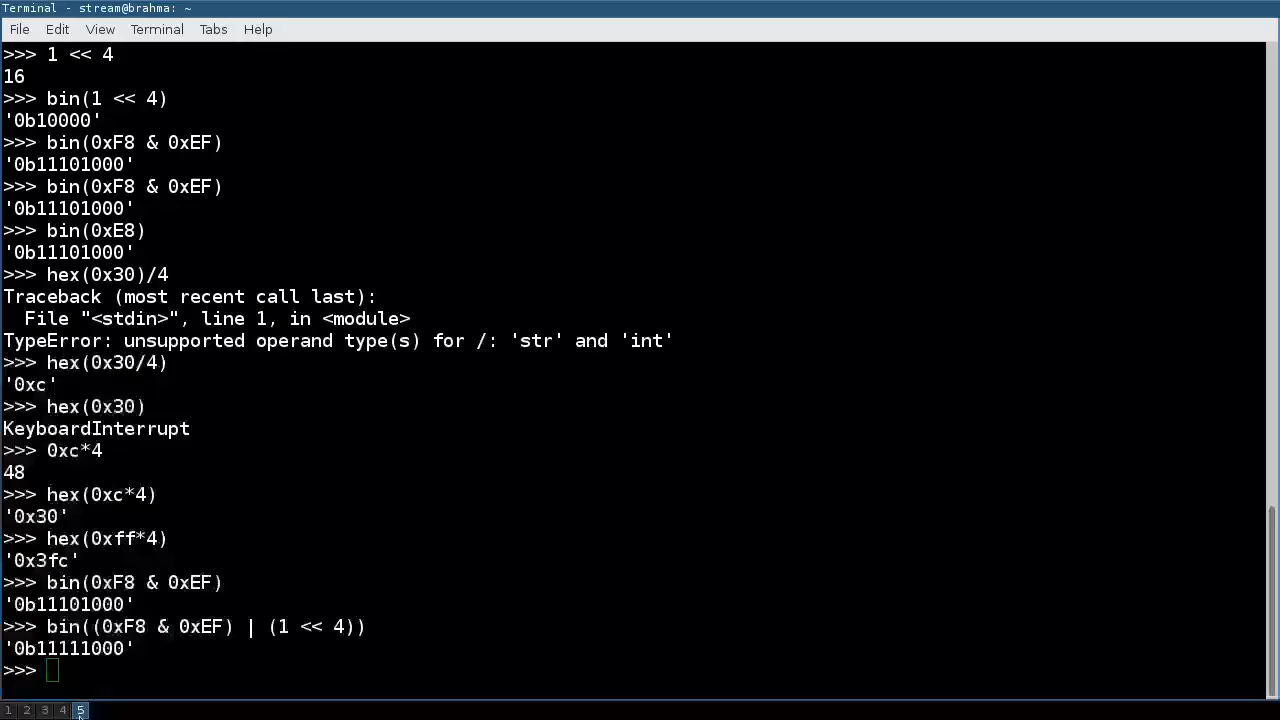 Terminal - stream@brahma: ~
File Edit View Terminal Tabs Help
>>> 1 << 4
16
>>> bin(1 << 4)
'0b10000'
>>> bin(0xF8 & 0xEF)
'0b11101000'
>>> bin(0xF8 & 0xEF)
'0b11101000'
>>> bin(0xE8)
'0b11101000'
>>> hex(0x30)/4
Traceback (most recent call last):
  File "<stdin>", line 1, in <module>
TypeError: unsupported operand type(s) for /: 'str' and 'int'
>>> hex(0x30/4)
'0xc'
>>> hex(0x30)
KeyboardInterrupt
>>> 0xc*4
48
>>> hex(0xc*4)
'0x30'
>>> hex(0xff*4)
'0x3fc'
>>> bin(0xF8 & 0xEF)
'0b11101000'
>>> bin((0xF8 & 0xEF) | (1 << 4))
'0b11111000'
>>>
1 2 3 4 5